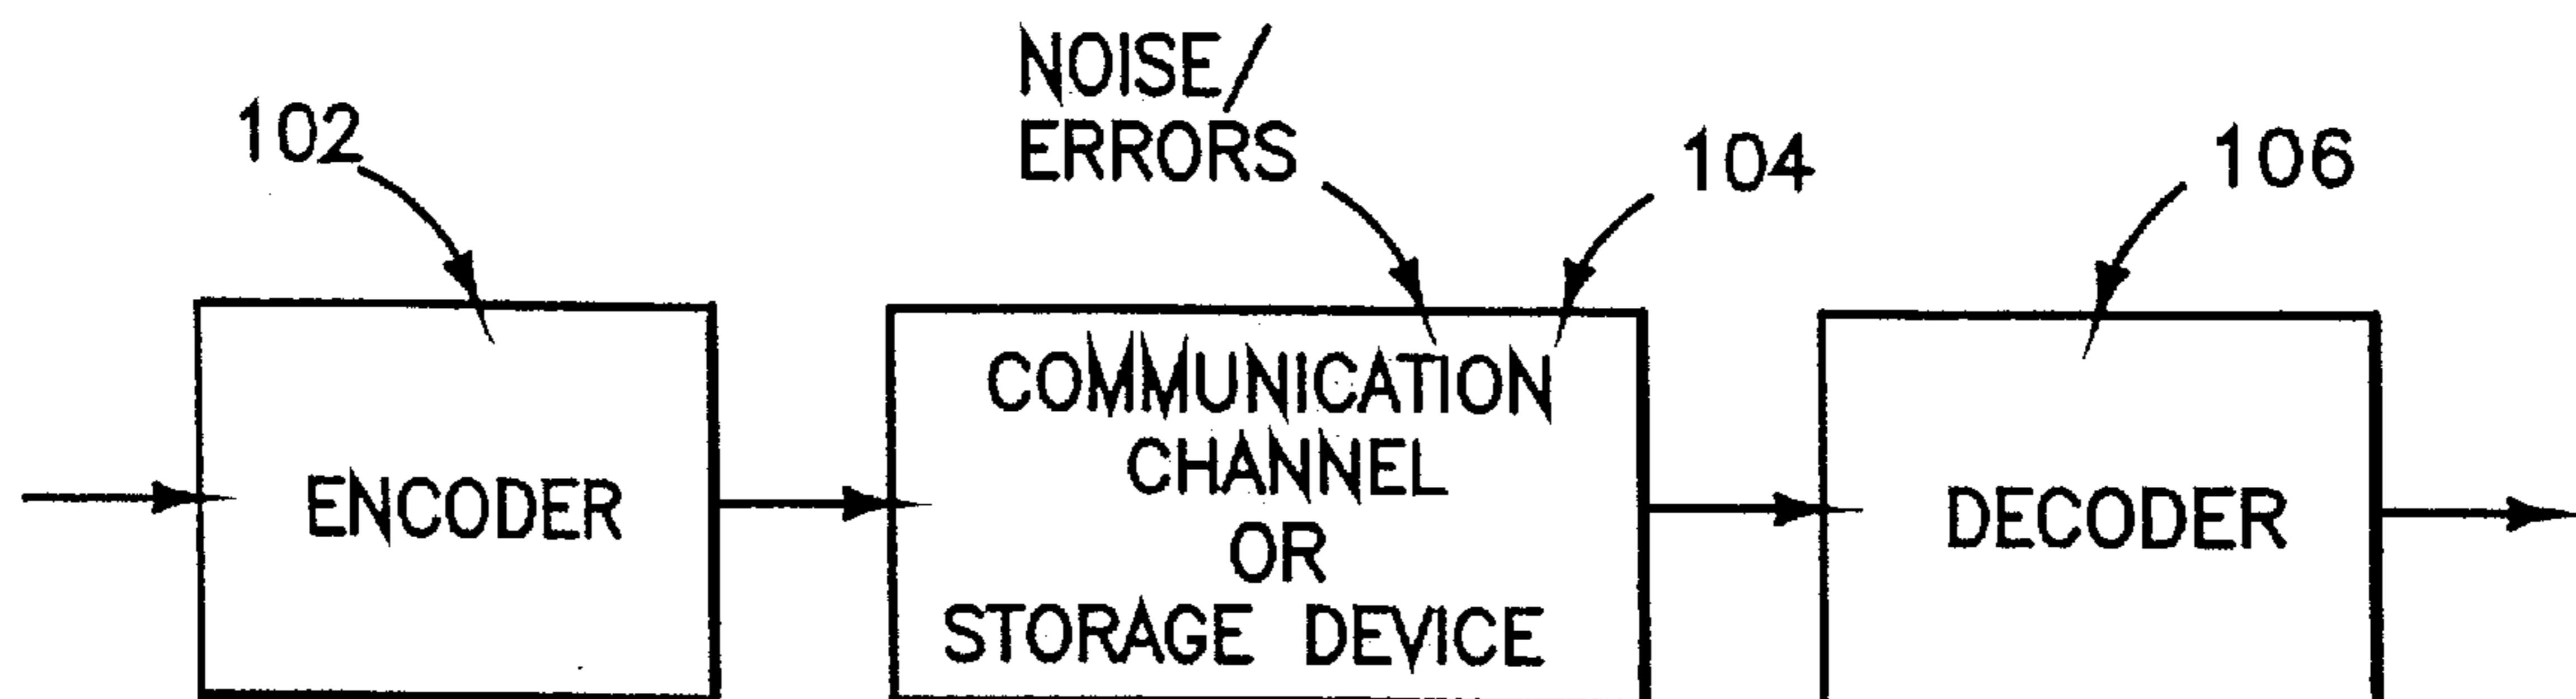 NOISE/
ERRORS
102
104
106
ENCODER
COMMUNICATION
CHANNEL
OR
STORAGE DEVICE
DECODER